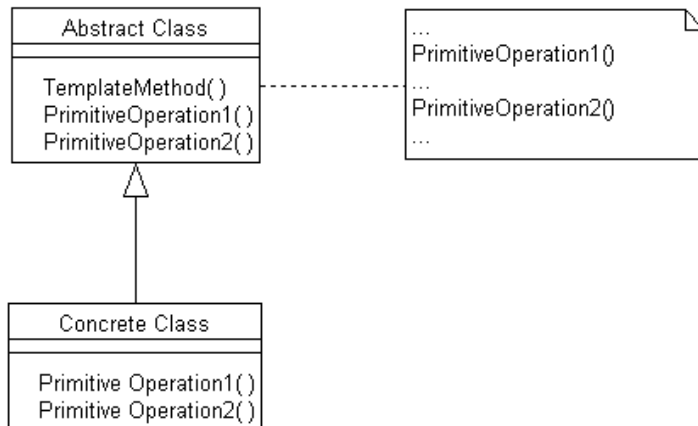 Abstract Class
TemplateMethod( )
PrimitiveOperation1( )
PrimitiveOperation2( )
...
PrimitiveOperation1()
...
PrimitiveOperation2()
...
Concrete Class
Primitive Operation1( )
Primitive Operation2( )